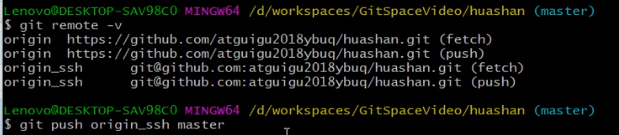 Lenovo@DESKTOP-SAV98C0 MINGW64 /d/workspaces/GitSpaceVideo/huashan (master)
$ git remote -v
origin  https://github.com/atguigu2018ybuq/huashan.git (fetch)
origin  https://github.com/atguigu2018ybuq/huashan.git (push)
origin_ssh      git@github.com:atguigu2018ybuq/huashan.git (fetch)
origin_ssh      git@github.com:atguigu2018ybuq/huashan.git (push)
Lenovo@DESKTOP-SAV98C0 MINGW64 /d/workspaces/GitSpaceVideo/huashan (master)
$ git push origin_ssh master